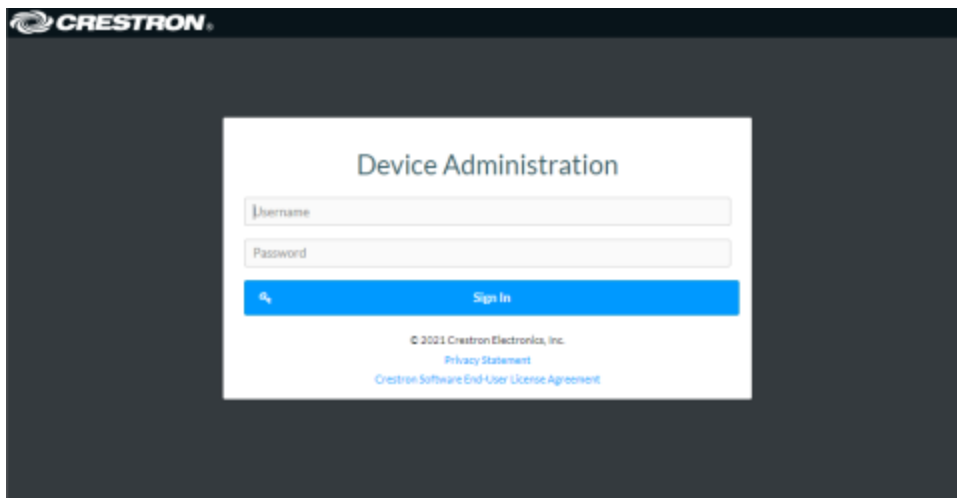 CRESTRON®
Device Administration
Username
Password
Sign In
© 2021 Crestron Electronics, Inc.
Privacy Statement
Crestron Software End-User License Agreement